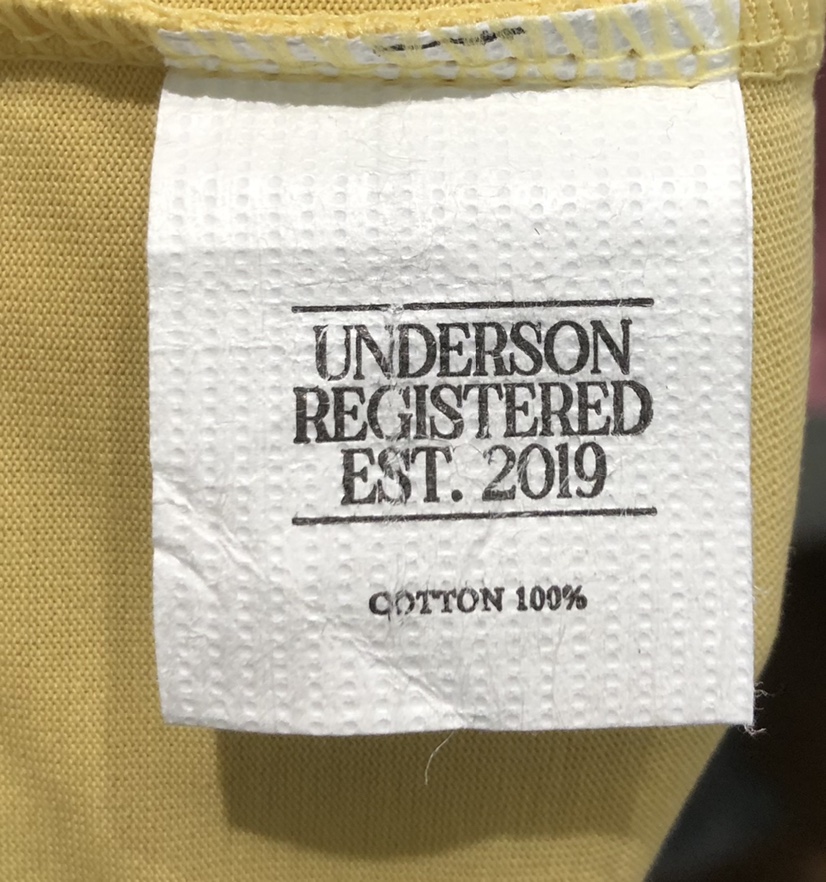 UNDERSON
REGISTERED
EST. 2019
COTTON 100%